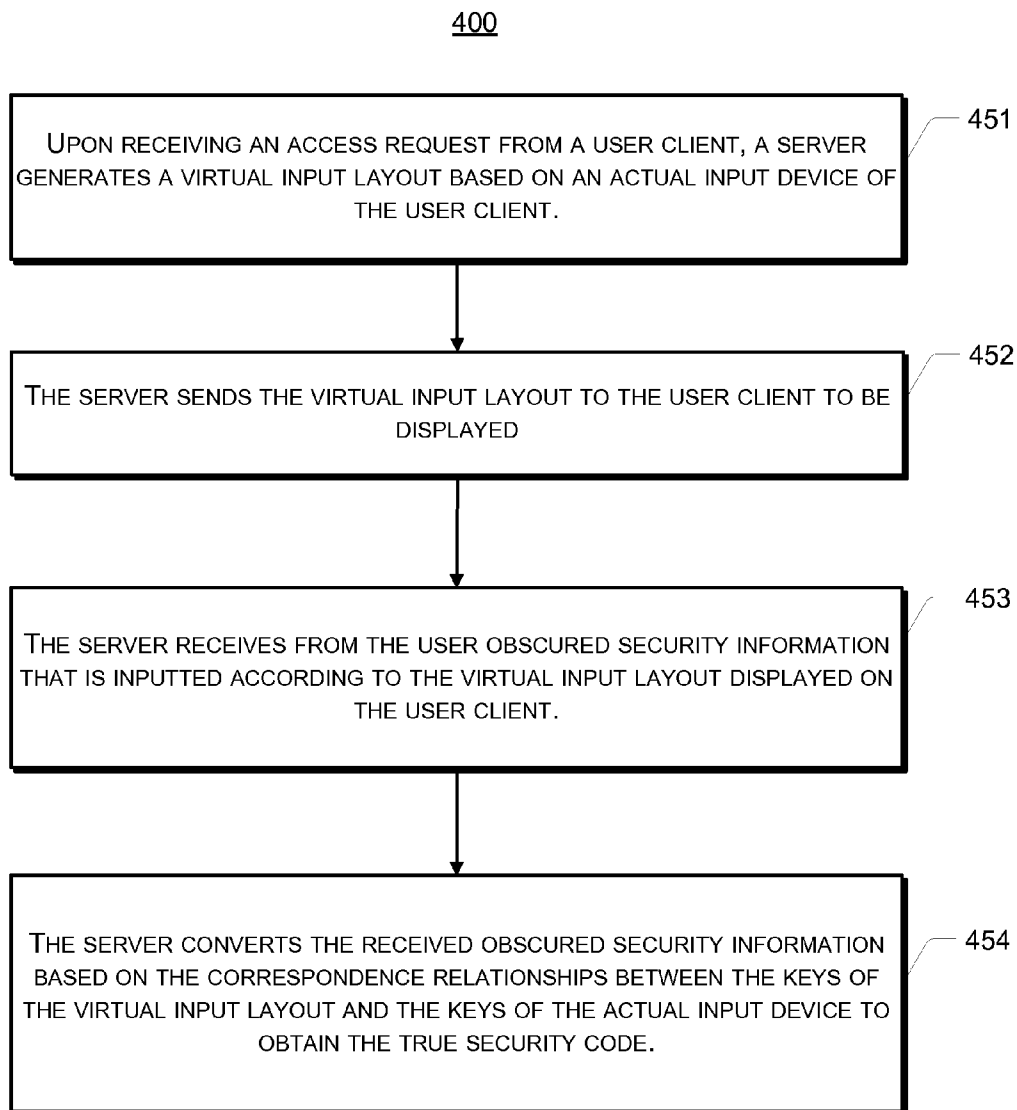 400
UPON RECEIVING AN ACCESS REQUEST FROM A USER CLIENT, A SERVER
GENERATES A VIRTUAL INPUT LAYOUT BASED ON AN ACTUAL INPUT DEVICE OF
THE USER CLIENT.
451
THE SERVER SENDS THE VIRTUAL INPUT LAYOUT TO THE USER CLIENT TO BE
DISPLAYED
452
THE SERVER RECEIVES FROM THE USER OBSCURED SECURITY INFORMATION
THAT IS INPUTTED ACCORDING TO THE VIRTUAL INPUT LAYOUT DISPLAYED ON
THE USER CLIENT.
453
THE SERVER CONVERTS THE RECEIVED OBSCURED SECURITY INFORMATION
BASED ON THE CORRESPONDENCE RELATIONSHIPS BETWEEN THE KEYS OF
THE VIRTUAL INPUT LAYOUT AND THE KEYS OF THE ACTUAL INPUT DEVICE TO
OBTAIN THE TRUE SECURITY CODE.
454